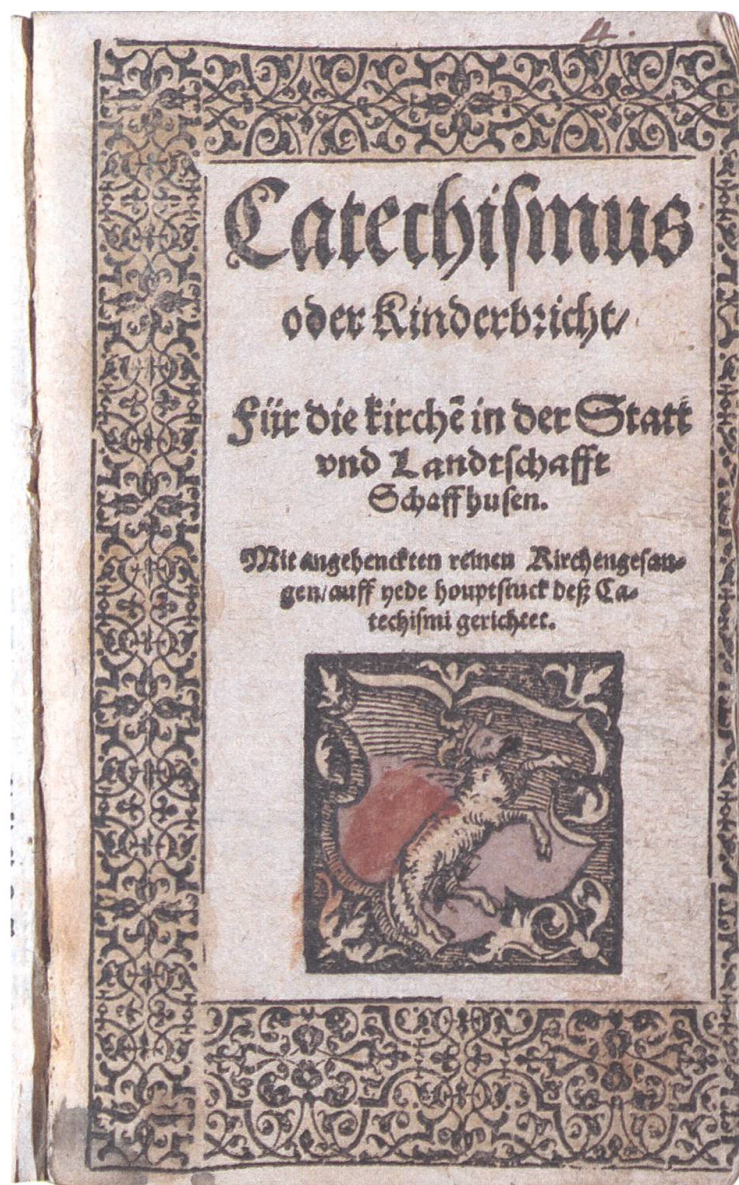 4.
Catechiſmus
oder Kinderbricht/
Für die kirchē in der Statt
vnd Landtſchafft
Schaffhuſen.
Mit angehenckten reinen Kirchengeſan-
gen/ auff yede houptſtuck deß Ca-
techiſmi gerichtet.